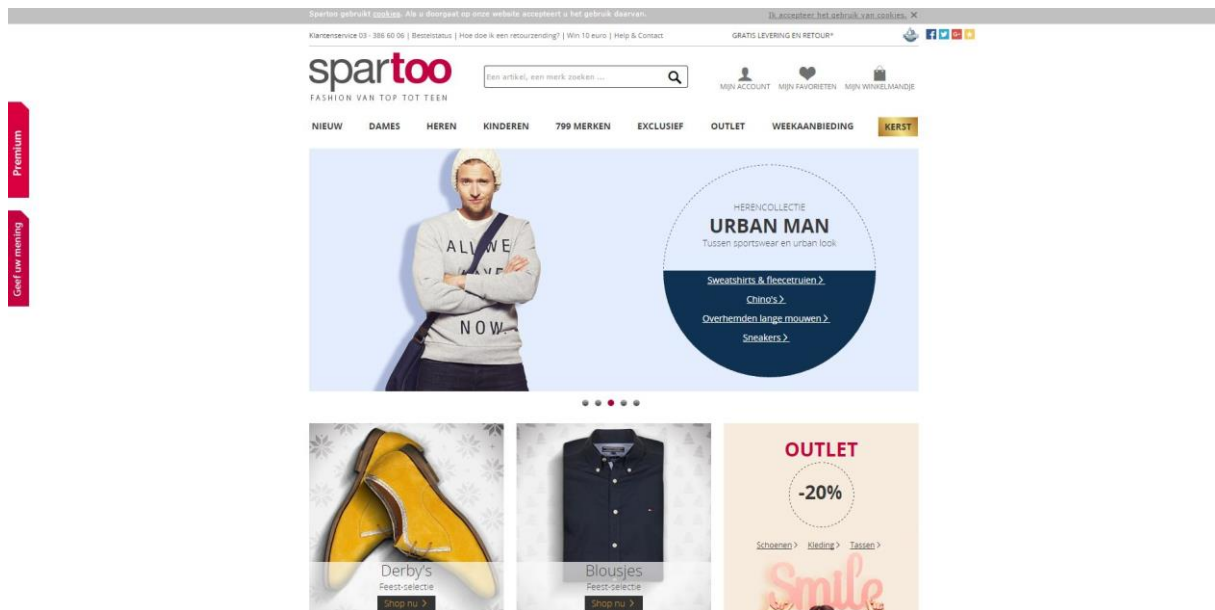 Spartoo gebruikt cookies. Als u doorgaat op onze website accepteert u het gebruik daarvan.
Ik accepteer het gebruik van cookies. ✕
Klantenservice 03 - 386 60 06 | Bestelstatus | Hoe doe ik een retourzending? | Win 10 euro | Help & Contact
GRATIS LEVERING EN RETOUR*
spartoo
FASHION VAN TOP TOT TEEN
Een artikel, een merk zoeken ...
MIJN ACCOUNT
MIJN FAVORIETEN
MIJN WINKELMANDJE
NIEUW DAMES HEREN KINDEREN 799 MERKEN EXCLUSIEF OUTLET WEEKAANBIEDING KERST
Premium
Geef uw mening
ALL WE
NOW.
HERENCOLLECTIE
URBAN MAN
Tussen sportswear en urban look
Sweatshirts & fleecetruien >
Chino's >
Overhemden lange mouwen >
Sneakers >
Derby's
Feest-selectie
Shop nu >
Blousjes
Feest-selectie
Shop nu >
OUTLET
-20%
Schoenen > Kleding > Tassen >
Smile